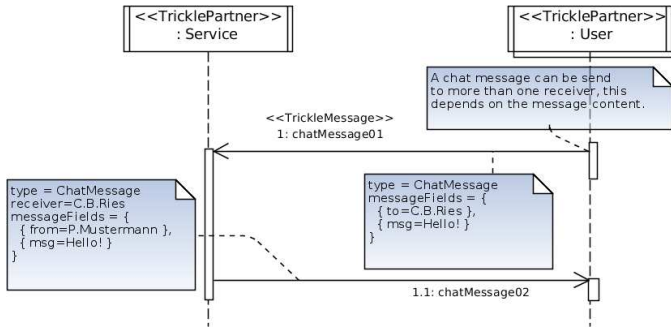 <<TricklePartner>>
: Service
<<TricklePartner>>
: User
A chat message can be send
to more than one receiver, this
depends on the message content.
<<TrickleMessage>>
1: chatMessage01
type = ChatMessage
receiver=C.B.Ries
messageFields = {
{ from=P.Mustermann },
{ msg=Hello! }
}
type = ChatMessage
messageFields = {
{ to=C.B.Ries },
{ msg=Hello! }
}
1.1: chatMessage02